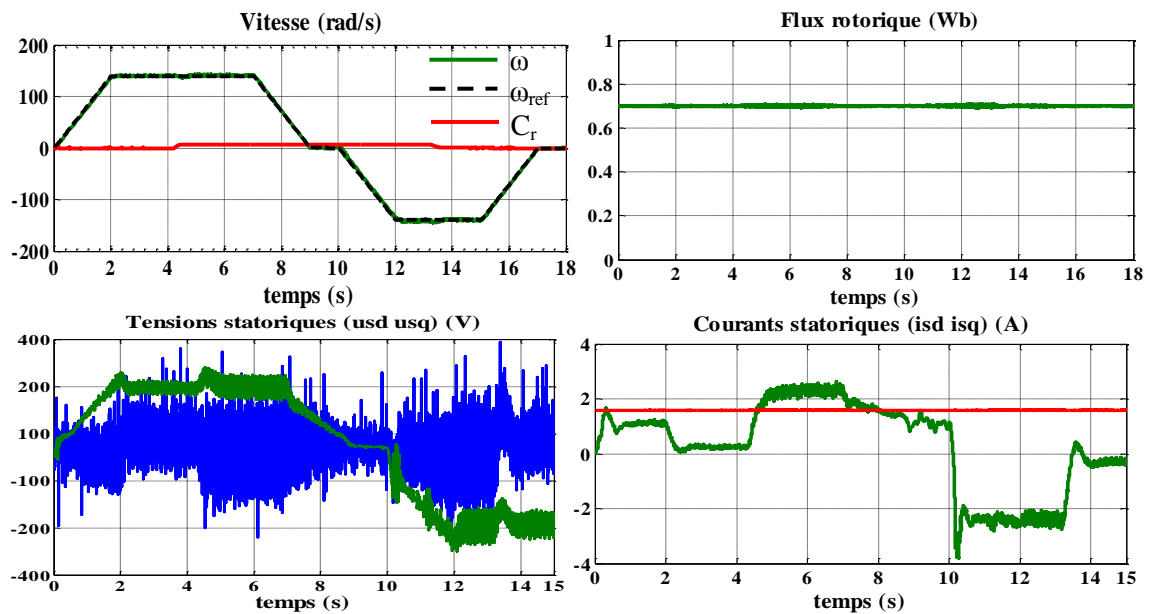 Vitesse (rad/s)
200
100
0
-100
-200
0 2 4 6 8 10 12 14 16 18
temps (s)
ω
ωref
Cr
Flux rotorique (Wb)
1
0.8
0.6
0.4
0.2
0
0 2 4 6 8 10 12 14 16 18
temps (s)
Tensions statoriques (usd usq) (V)
400
200
100
-100
-200
-400
0 2 4 6 8 10 12 14 15
temps (s)
Courants statoriques (isd isq) (A)
4
2
0
-2
-4
0 2 4 6 8 10 12 14 15
temps (s)